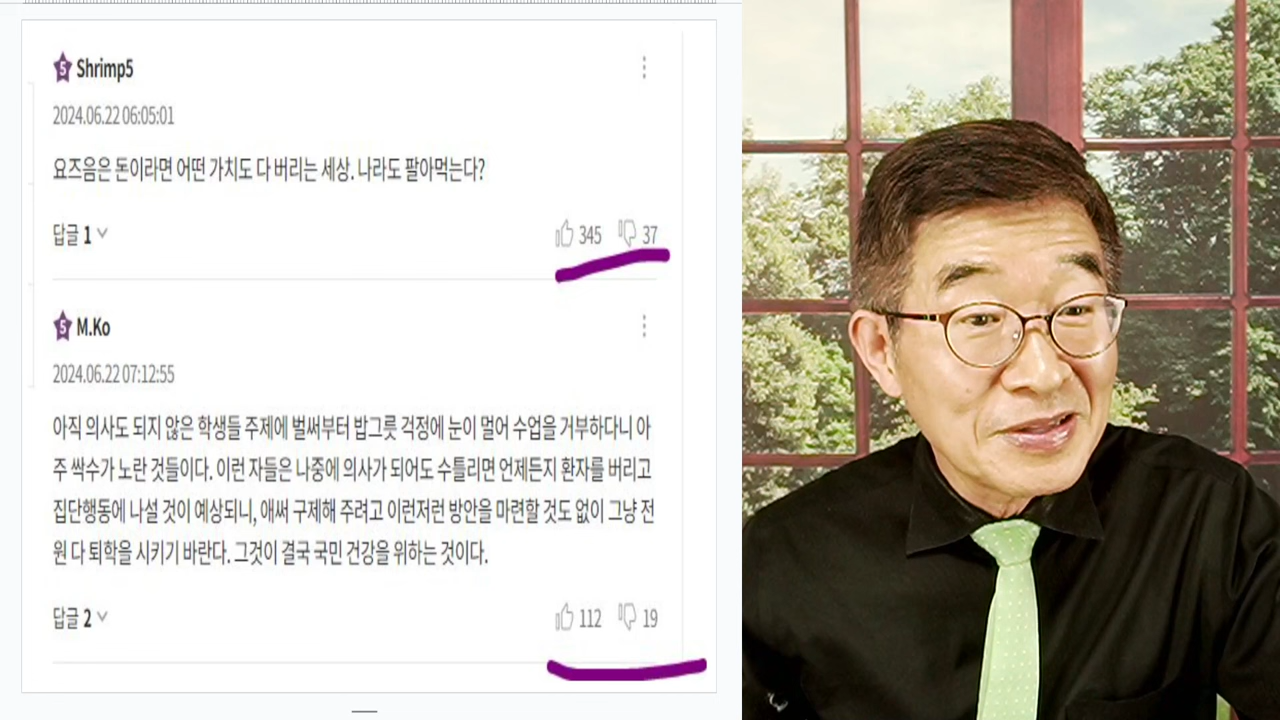 5 Shrimp5
2024.06.22 06:05:01
요즈음은 돈이라면 어떤 가치도 다 버리는 세상. 나라도 팔아먹는다?
답글 1
345 37
5 M.Ko
2024.06.22 07:12:55
아직 의사도 되지 않은 학생들 주제에 벌써부터 밥그릇 걱정에 눈이 멀어 수업을 거부하다니 아
주 싹수가 노란 것들이다. 이런 자들은 나중에 의사가 되어도 수틀리면 언제든지 환자를 버리고
집단행동에 나설 것이 예상되니, 애써 구제해 주려고 이런저런 방안을 마련할 것도 없이 그냥 전
원 다 퇴학을 시키기 바란다. 그것이 결국 국민 건강을 위하는 것이다.
답글 2
112 19